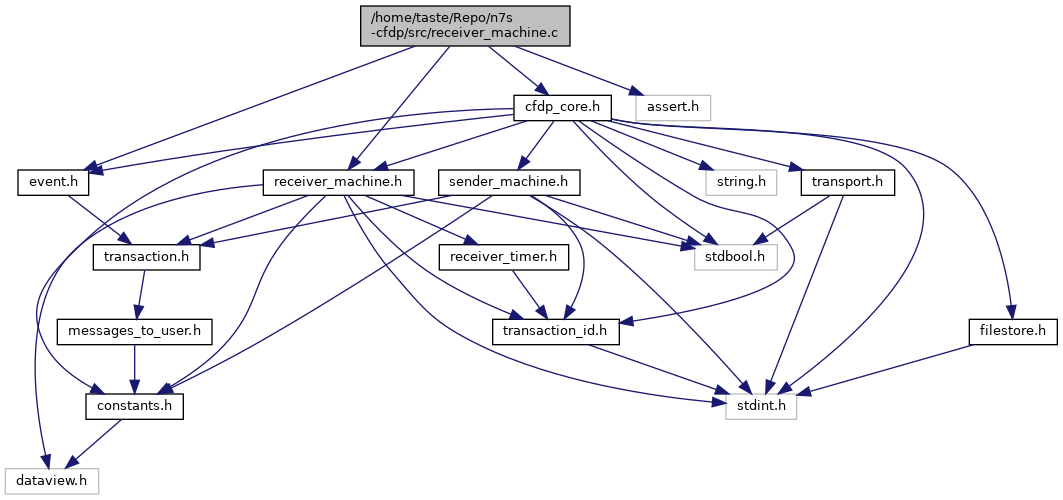 /home/taste/Repo/n7s
-cfdp/src/receiver_machine.c
cfdp_core.h
assert.h
event.h
receiver_machine.h
sender_machine.h
string.h
transport.h
transaction.h
receiver_timer.h
stdbool.h
messages_to_user.h
transaction_id.h
filestore.h
constants.h
stdint.h
dataview.h